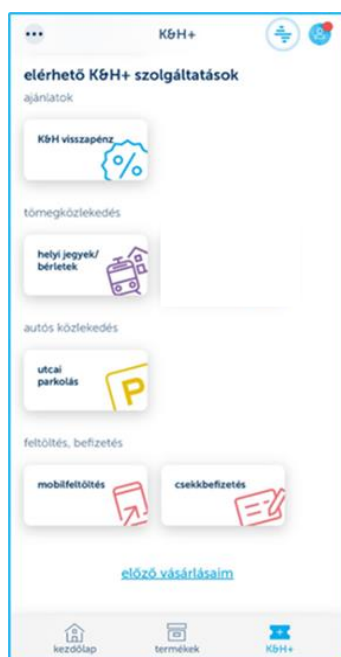 K&H+
elérhető K&H+ szolgáltatások
ajánlatok
K&H visszapénz
%
tömegközlekedés
helyi jegyek/
bérletek
autós közlekedés
utcai
parkolás
P
feltöltés, befizetés
mobilfeltöltés
csekkbefizetés
előző vásárlásaim
kezdőlap
termékek
K&H+